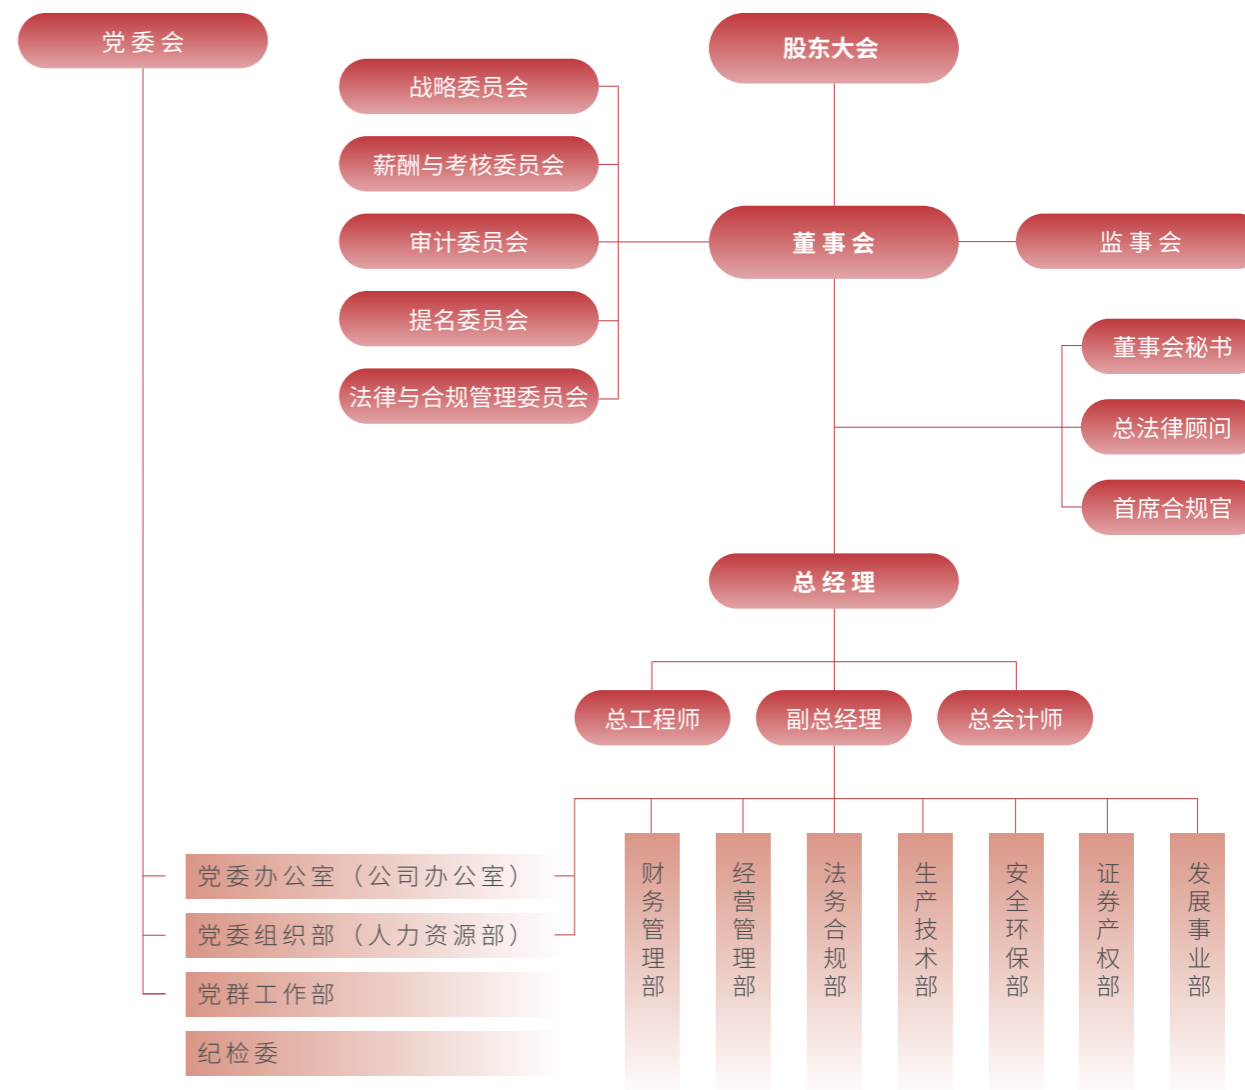 党委会
股东大会
战略委员会
薪酬与考核委员会
审计委员会
提名委员会
法律与合规管理委员会
董事会
监事会
董事会秘书
总法律顾问
首席合规官
总经理
总工程师
副总经理
总会计师
党委办公室（公司办公室）
党委组织部（人力资源部）
党群工作部
纪检委
财务管理部
经营管理部
法务合规部
生产技术部
安全环保部
证券产权部
发展事业部